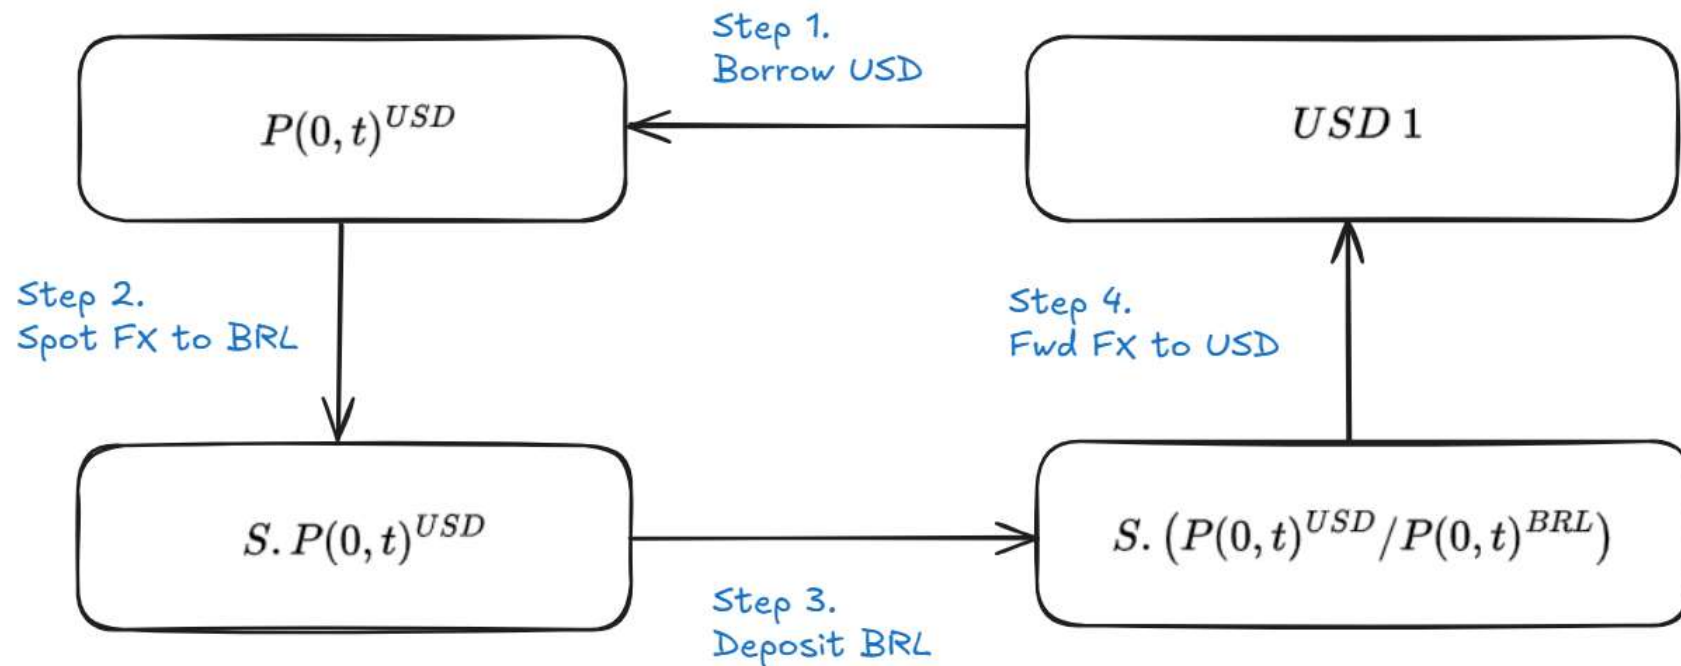 Step 1.
Borrow USD
P(0, t)^{USD}
USD 1
Step 2.
Spot FX to BRL
Step 4.
Fwd FX to USD
S. P(0, t)^{USD}
S. (P(0, t)^{USD}/P(0, t)^{BRL})
Step 3.
Deposit BRL